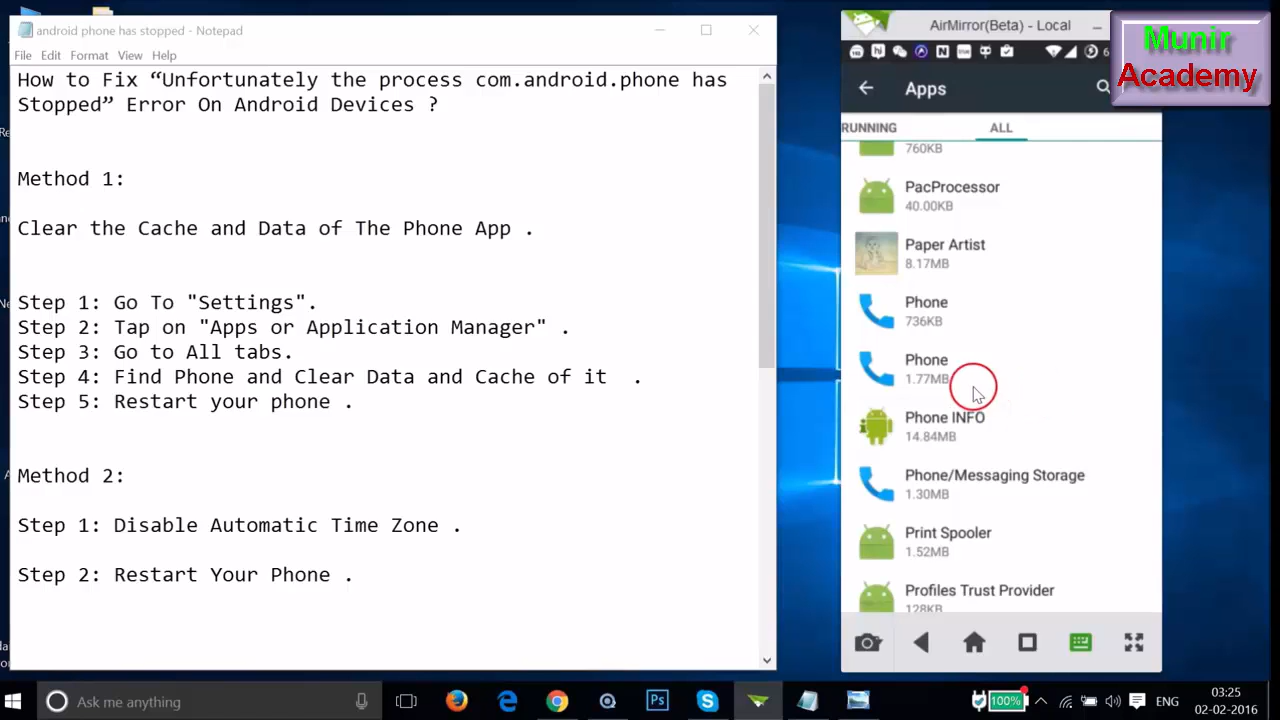 android phone has stopped - Notepad
File Edit Format View Help
How to Fix “Unfortunately the process com.android.phone has
Stopped” Error On Android Devices ?
Method 1:
Clear the Cache and Data of The Phone App .
Step 1: Go To "Settings".
Step 2: Tap on "Apps or Application Manager" .
Step 3: Go to All tabs.
Step 4: Find Phone and Clear Data and Cache of it .
Step 5: Restart your phone .
Method 2:
Step 1: Disable Automatic Time Zone .
Step 2: Restart Your Phone .
AirMirror(Beta) - Local
Munir
Academy
Apps
RUNNING ALL
760KB
PacProcessor
40.00KB
Paper Artist
8.17MB
Phone
736KB
Phone
1.77MB
Phone INFO
14.84MB
Phone/Messaging Storage
1.30MB
Print Spooler
1.52MB
Profiles Trust Provider
128KB
Ask me anything
100%
ENG
03:25
02-02-2016